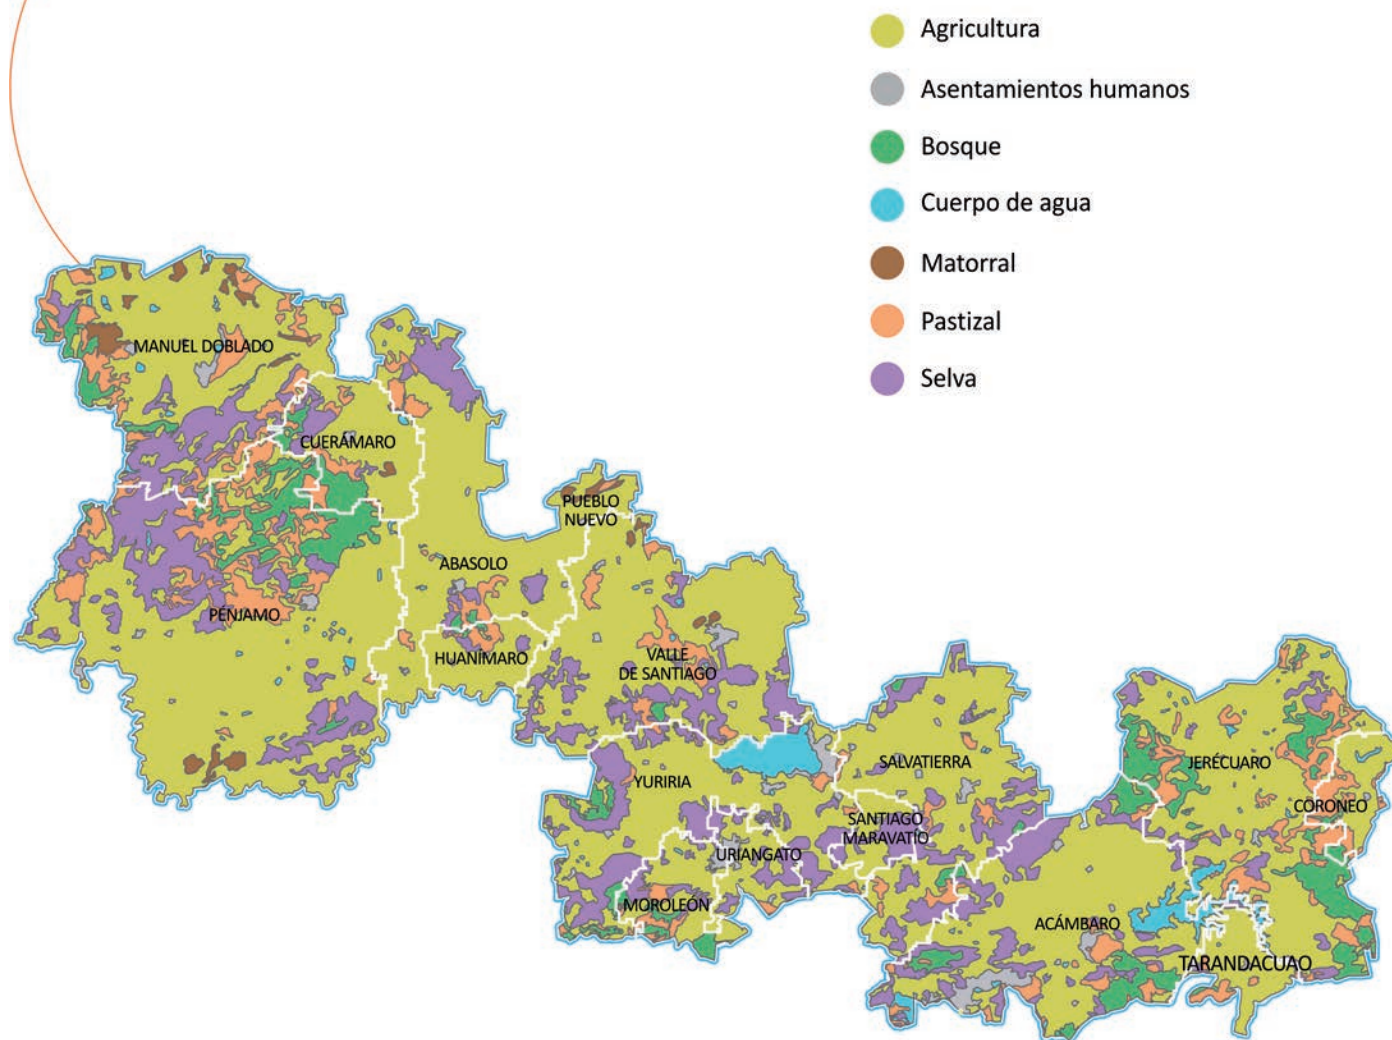 Agricultura
Asentamientos humanos
Bosque
Cuerpo de agua
Matorral
Pastizal
Selva
MANUEL DOBLADO
CUERÁMARO
PUEBLO
NUEVO
ABASOLO
PÉNJAMO
HUANÍMARO
VALLE
DE SANTIAGO
YURIRIA
SALVATIERRA
JERÉCUARO
CORONEO
SANTIAGO
MARAVATÍO
URIANGATO
MOROLEÓN
ACÁMBARO
TARANDACUAO